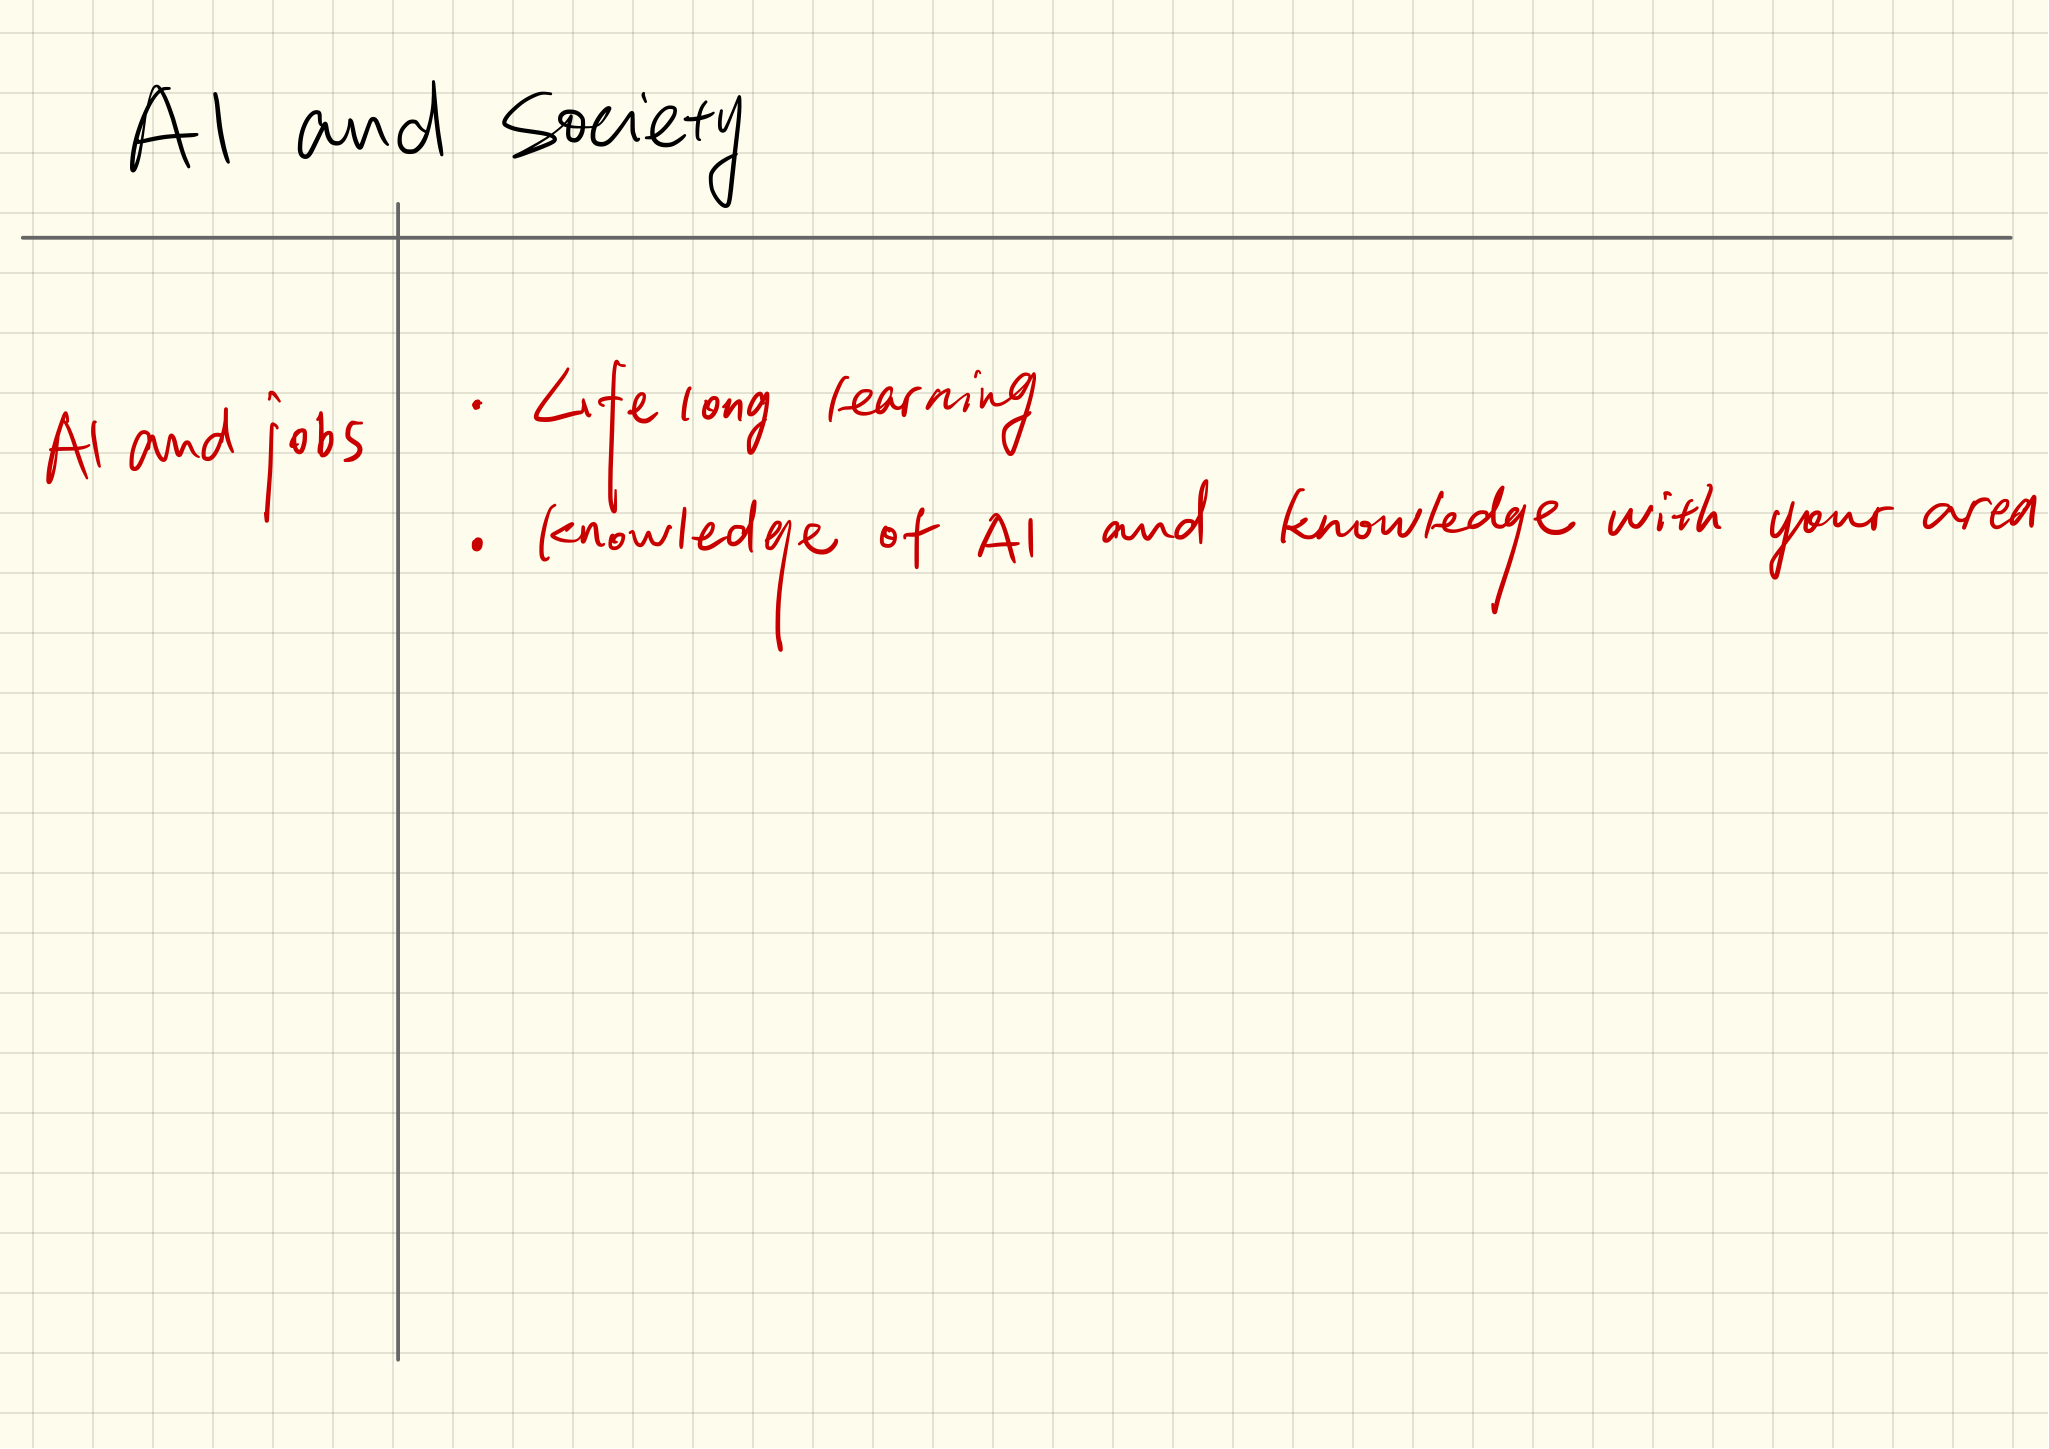 AI and Society
AI and jobs
• Life long learning
• knowledge of AI and knowledge with your area